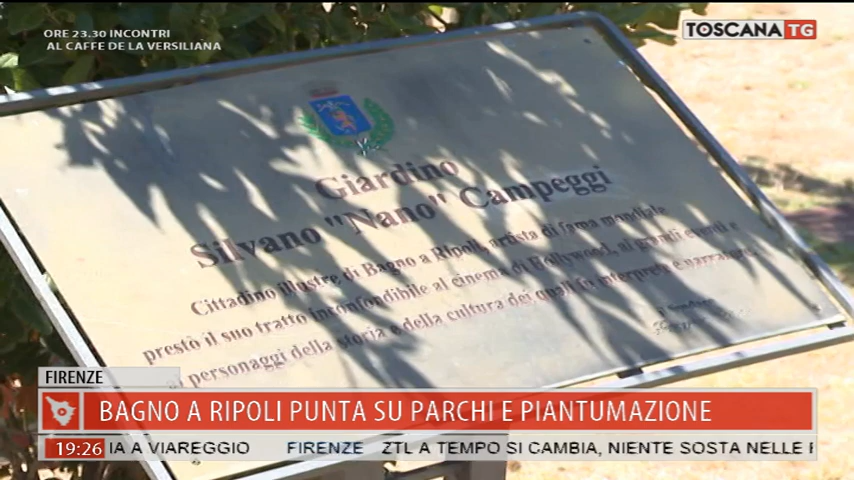 ORE 23.30 INCONTRI
AL CAFFE DE LA VERSILIANA
TOSCANA TG
Giardino
Silvano "Nano" Campeggi
Cittadino illustre di Bagno a Ripoli, artista di fama mondiale
prestò il suo tratto inconfondibile al cinema di Hollywood, ai grandi eventi e
ai personaggi della storia e della cultura dei quali fu interprete e narratore.
Il Sindaco
FIRENZE
BAGNO A RIPOLI PUNTA SU PARCHI E PIANTUMAZIONE
19:26 IA A VIAREGGIO FIRENZE ZTL A TEMPO SI CAMBIA, NIENTE SOSTA NELLE